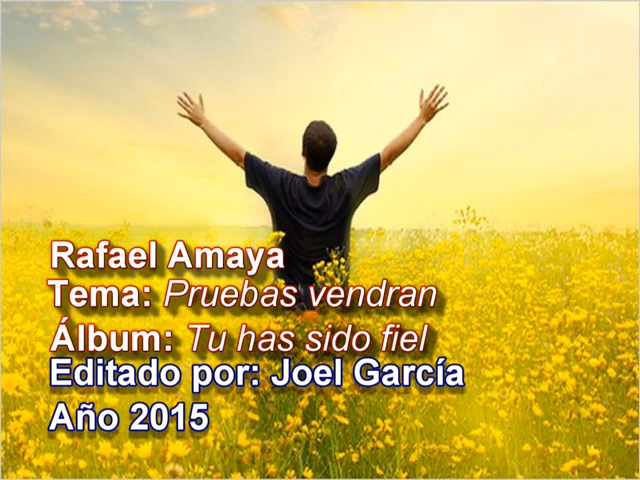 Rafael Amaya
Tema: Pruebas vendran
Álbum: Tu has sido fiel
Editado por: Joel García
Año 2015